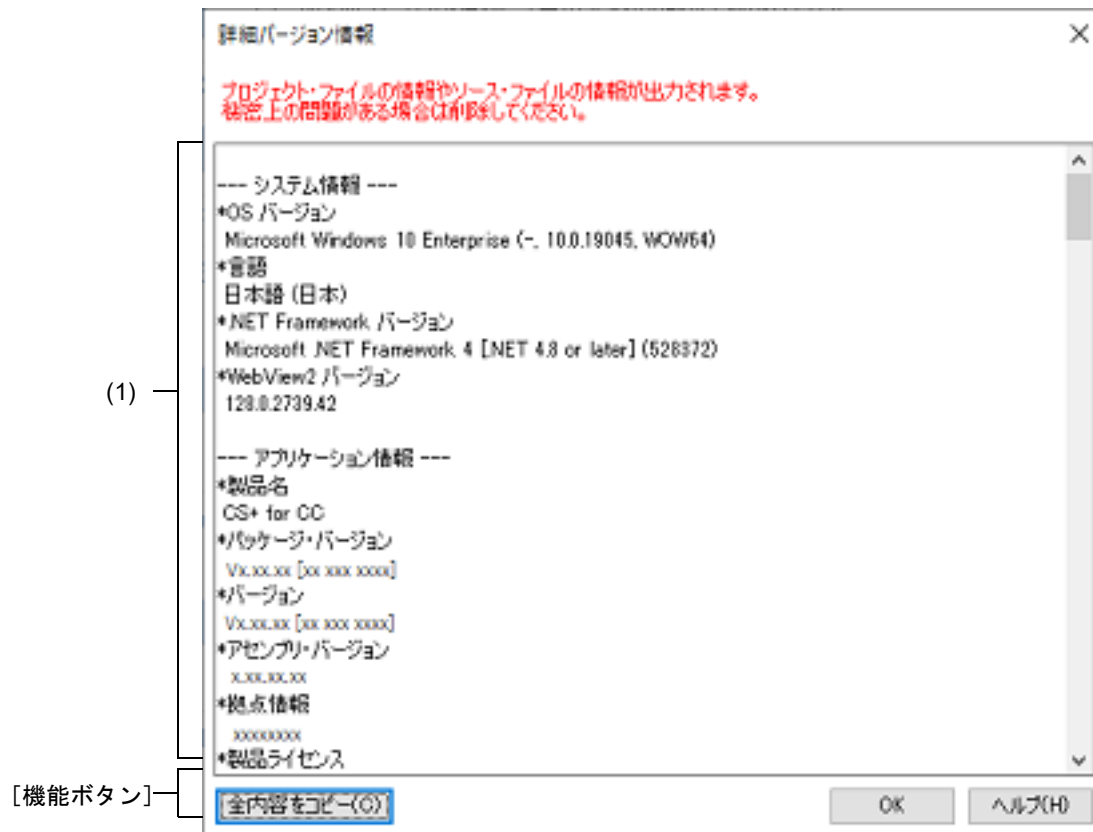 詳細バージョン情報
プロジェクト・ファイルの情報やソース・ファイルの情報が出力されます。
秘密上の問題がある場合は削除してください。
--- システム情報 ---
*OS バージョン
Microsoft Windows 10 Enterprise (-, 10.0.19045, WOW64)
*言語
日本語 (日本)
*.NET Framework バージョン
Microsoft .NET Framework 4 [.NET 4.8 or later] (528372)
*WebView2 バージョン
128.0.2739.42
(1)
--- アプリケーション情報 ---
*製品名
CS+ for CC
*パッケージ・バージョン
Vx.xx.xx [xx xxx xxxx]
*バージョン
Vx.xx.xx [xx xxx xxxx]
*アセンブリ・バージョン
x.xx.xx.xx
*拠点情報
xxxxxxxx
*製品ライセンス
[機能ボタン]
全内容をコピー(C)
OK
ヘルプ(H)